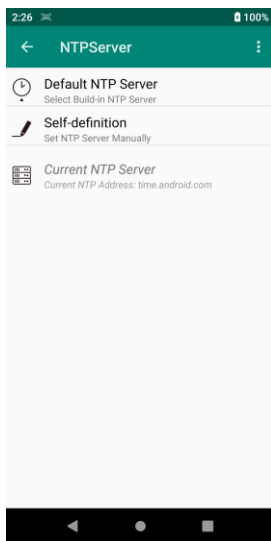 2:26 100%
NTPServer
Default NTP Server
Select Build-in NTP Server
Self-definition
Set NTP Server Manually
Current NTP Server
Current NTP Address: time.android.com